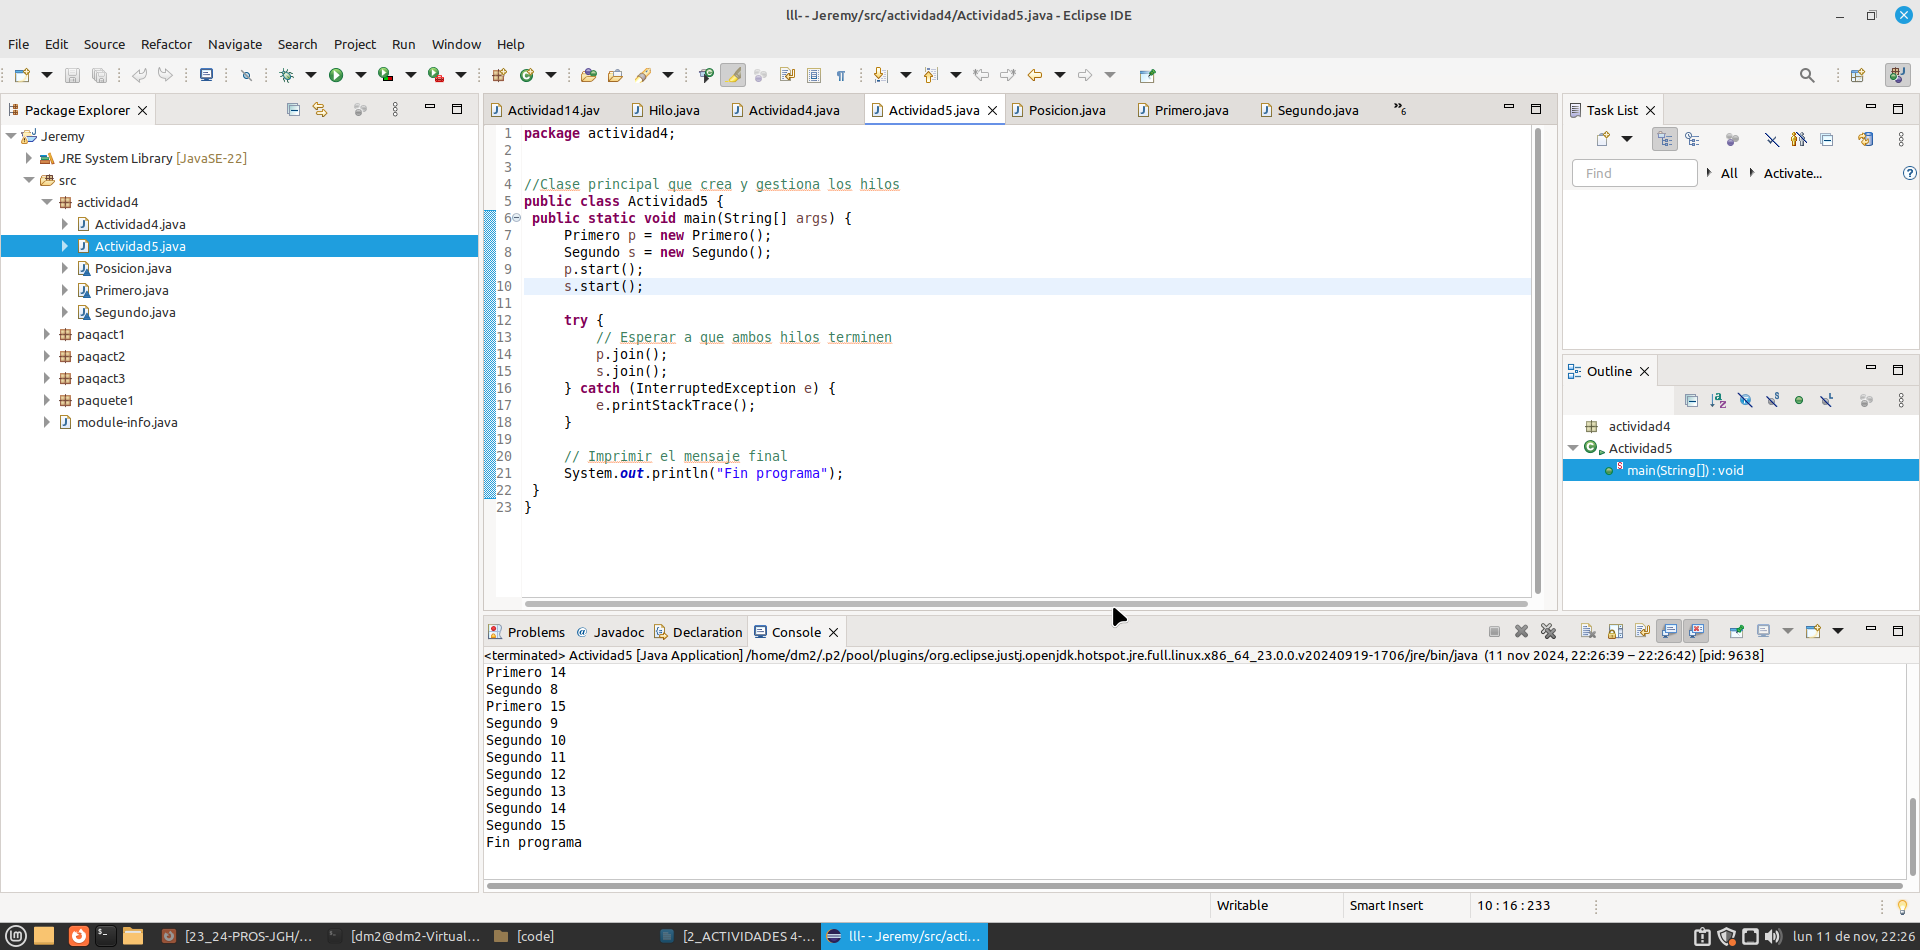 lll- - Jeremy/src/actividad4/Actividad5.java - Eclipse IDE
File Edit Source Refactor Navigate Search Project Run Window Help
Package Explorer
Jeremy
JRE System Library [JavaSE-22]
src
actividad4
Actividad4.java
Actividad5.java
Posicion.java
Primero.java
Segundo.java
paqact1
paqact2
paqact3
paquete1
module-info.java
Actividad14.jav Hilo.java Actividad4.java Actividad5.java Posicion.java Primero.java Segundo.java »6
1 package actividad4;
2
3
4 //Clase principal que crea y gestiona los hilos
5 public class Actividad5 {
6 public static void main(String[] args) {
7 Primero p = new Primero();
8 Segundo s = new Segundo();
9 p.start();
10 s.start();
11
12 try {
13 // Esperar a que ambos hilos terminen
14 p.join();
15 s.join();
16 } catch (InterruptedException e) {
17 e.printStackTrace();
18 }
19
20 // Imprimir el mensaje final
21 System.out.println("Fin programa");
22 }
23 }
Task List
Find All Activate...
Outline
actividad4
Actividad5
main(String[]) : void
Problems Javadoc Declaration Console
<terminated> Actividad5 [Java Application] /home/dm2/.p2/pool/plugins/org.eclipse.justj.openjdk.hotspot.jre.full.linux.x86_64_23.0.0.v20240919-1706/jre/bin/java (11 nov 2024, 22:26:39 – 22:26:42) [pid: 9638]
Primero 14
Segundo 8
Primero 15
Segundo 9
Segundo 10
Segundo 11
Segundo 12
Segundo 13
Segundo 14
Segundo 15
Fin programa
Writable Smart Insert 10 : 16 : 233
[23_24-PROS-JGH/... [dm2@dm2-Virtual... [code] [2_ACTIVIDADES 4-... lll- - Jeremy/src/acti... lun 11 de nov, 22:26